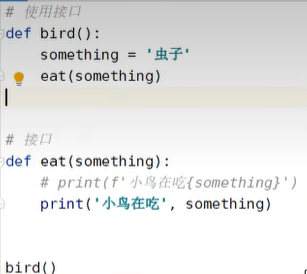 # 使用接口
def bird():
    something = '虫子'
    eat(something)
# 接口
def eat(something):
    # print(f'小鸟在吃{something}')
    print('小鸟在吃', something)
bird()